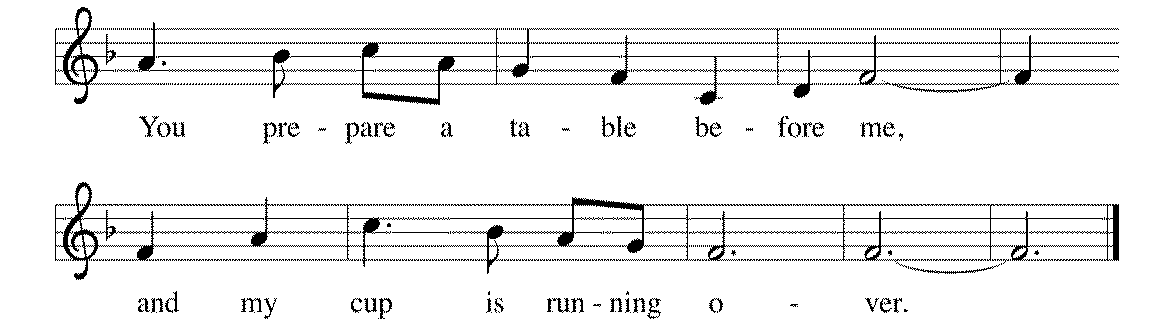 You pre - pare a ta - ble be - fore me,
and my cup is run - ning o - ver.